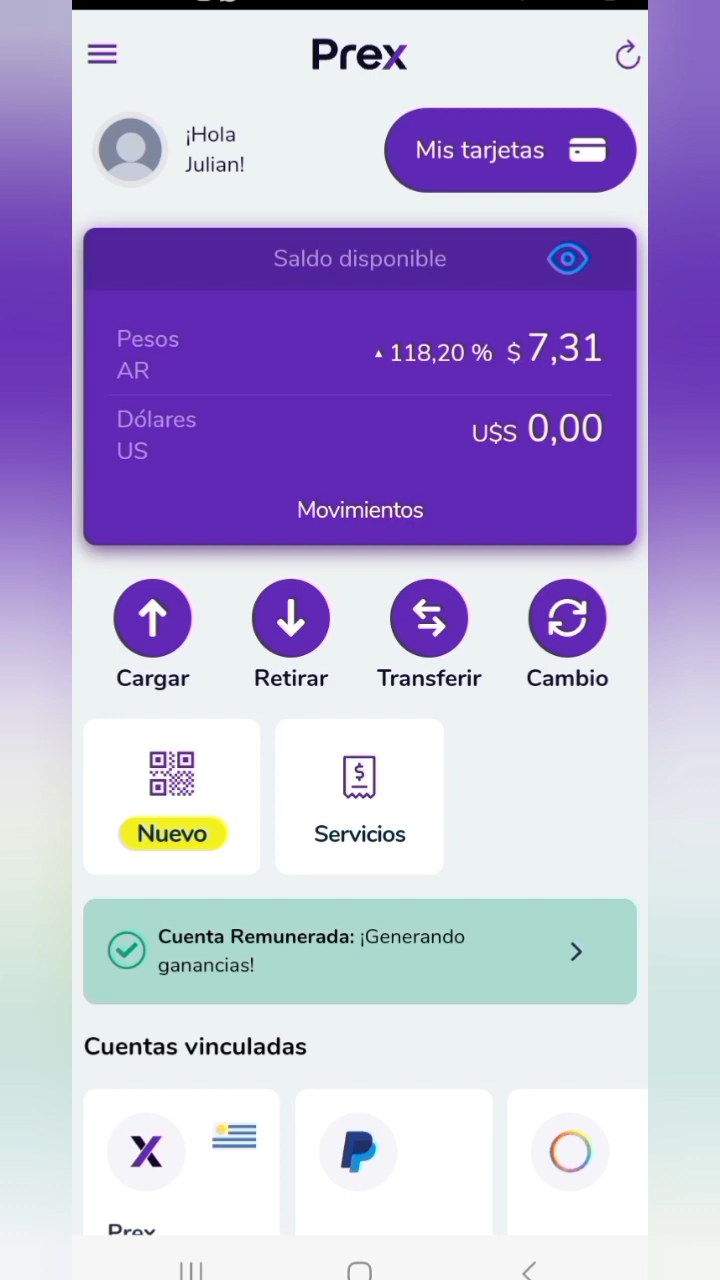 Prex
¡Hola
Julian!
Mis tarjetas
Saldo disponible
Pesos
AR
▲ 118,20 % $ 7,31
Dólares
US
U$S 0,00
Movimientos
Cargar
Retirar
Transferir
Cambio
Nuevo
Servicios
Cuenta Remunerada: ¡Generando
ganancias!
Cuentas vinculadas
Prex